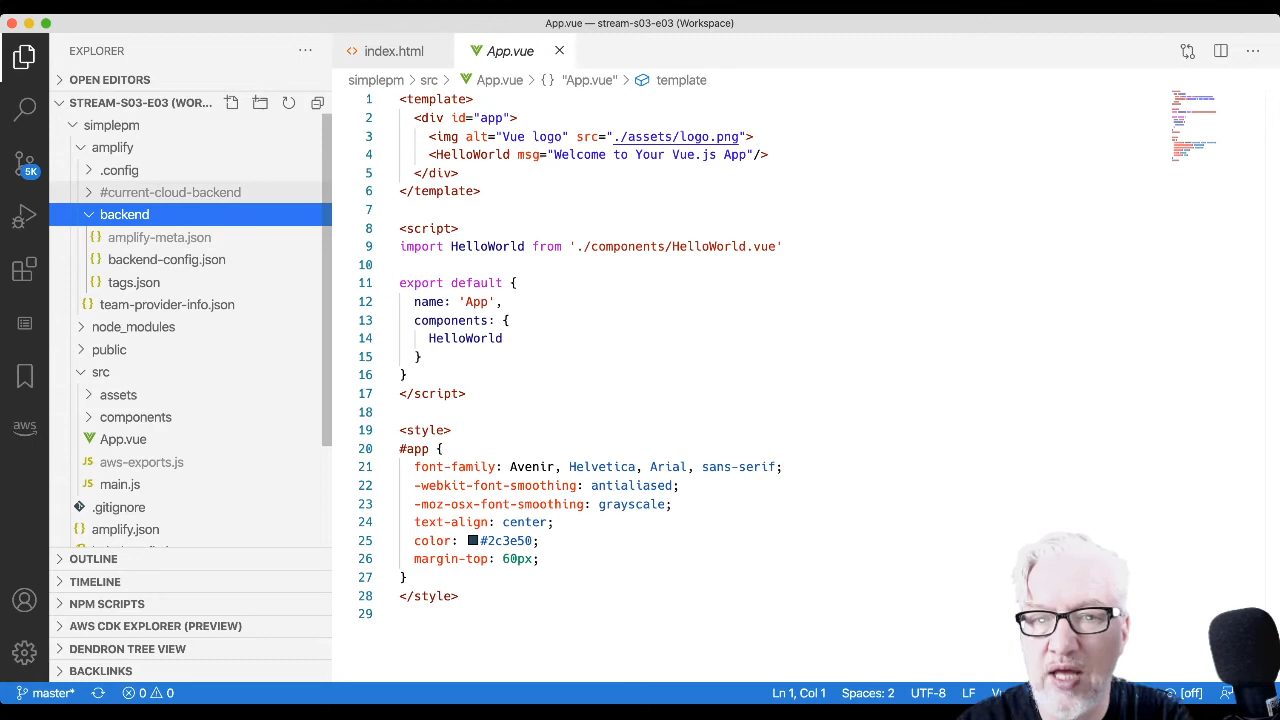 App.vue — stream-s03-e03 (Workspace)
EXPLORER
OPEN EDITORS
STREAM-S03-E03 (WOR...
simplepm
amplify
.config
#current-cloud-backend
backend
amplify-meta.json
backend-config.json
tags.json
team-provider-info.json
node_modules
public
src
assets
components
App.vue
aws-exports.js
main.js
.gitignore
amplify.json
OUTLINE
TIMELINE
NPM SCRIPTS
AWS CDK EXPLORER (PREVIEW)
DENDRON TREE VIEW
BACKLINKS
5K
aws
index.html
App.vue
simplepm > src > App.vue > {} "App.vue" > template
1 <template>
2 <div id="app">
3 <img alt="Vue logo" src="./assets/logo.png">
4 <HelloWorld msg="Welcome to Your Vue.js App"/>
5 </div>
6 </template>
7
8 <script>
9 import HelloWorld from './components/HelloWorld.vue'
10
11 export default {
12 name: 'App',
13 components: {
14 HelloWorld
15 }
16 }
17 </script>
18
19 <style>
20 #app {
21 font-family: Avenir, Helvetica, Arial, sans-serif;
22 -webkit-font-smoothing: antialiased;
23 -moz-osx-font-smoothing: grayscale;
24 text-align: center;
25 color: #2c3e50;
26 margin-top: 60px;
27 }
28 </style>
29
master* 0 0 Ln 1, Col 1 Spaces: 2 UTF-8 LF [off]